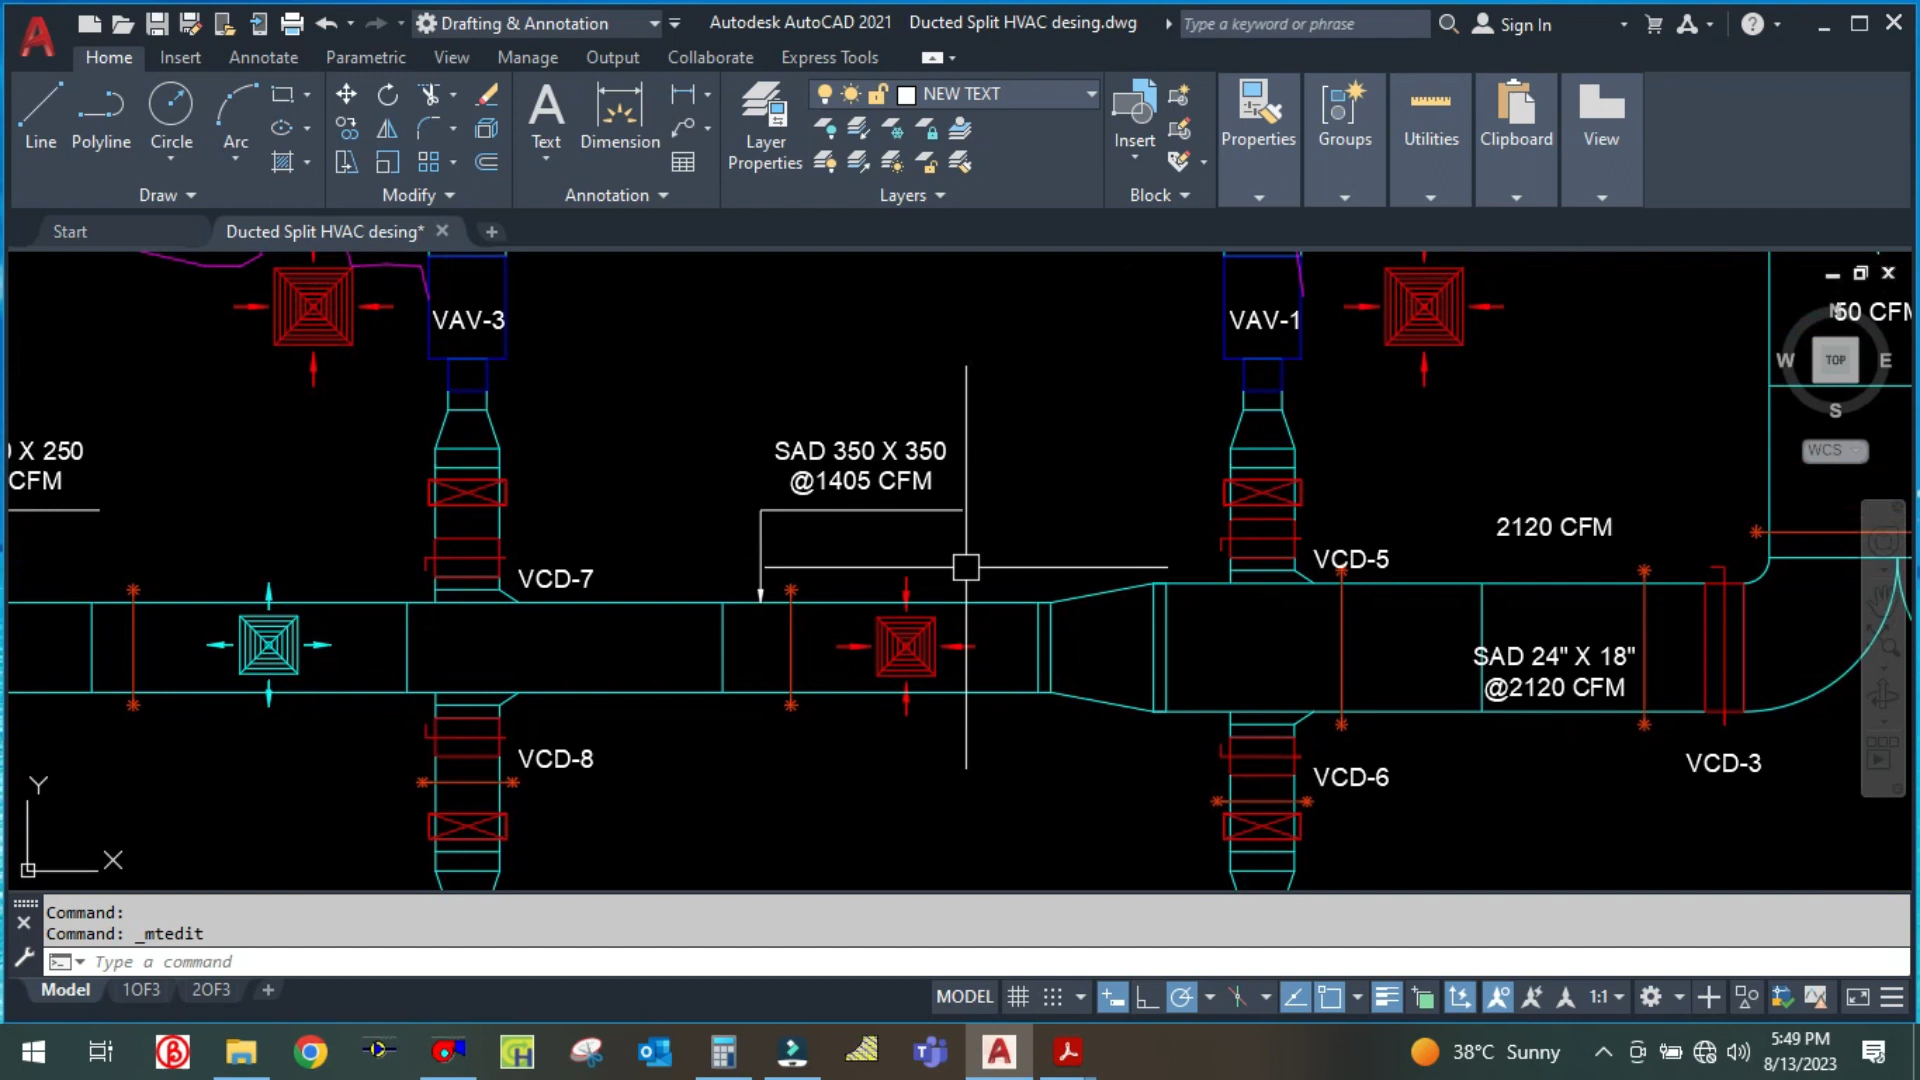 Drafting & Annotation
Autodesk AutoCAD 2021 Ducted Split HVAC desing.dwg
Type a keyword or phrase
Sign In
Home Insert Annotate Parametric View Manage Output Collaborate Express Tools
Line Polyline Circle Arc
Text Dimension
Layer Properties
NEW TEXT
Insert
Properties Groups Utilities Clipboard View
Draw Modify Annotation Layers Block
Start Ducted Split HVAC desing*
VAV-3
VAV-1
50 CFM
N
W TOP E
S
WCS
X 250
CFM
SAD 350 X 350
@1405 CFM
2120 CFM
VCD-7
VCD-5
SAD 24" X 18"
@2120 CFM
VCD-8
VCD-6
VCD-3
Y
X
Command:
Command: _mtedit
Type a command
Model 1OF3 2OF3
MODEL 1:1
38°C Sunny
5:49 PM
8/13/2023